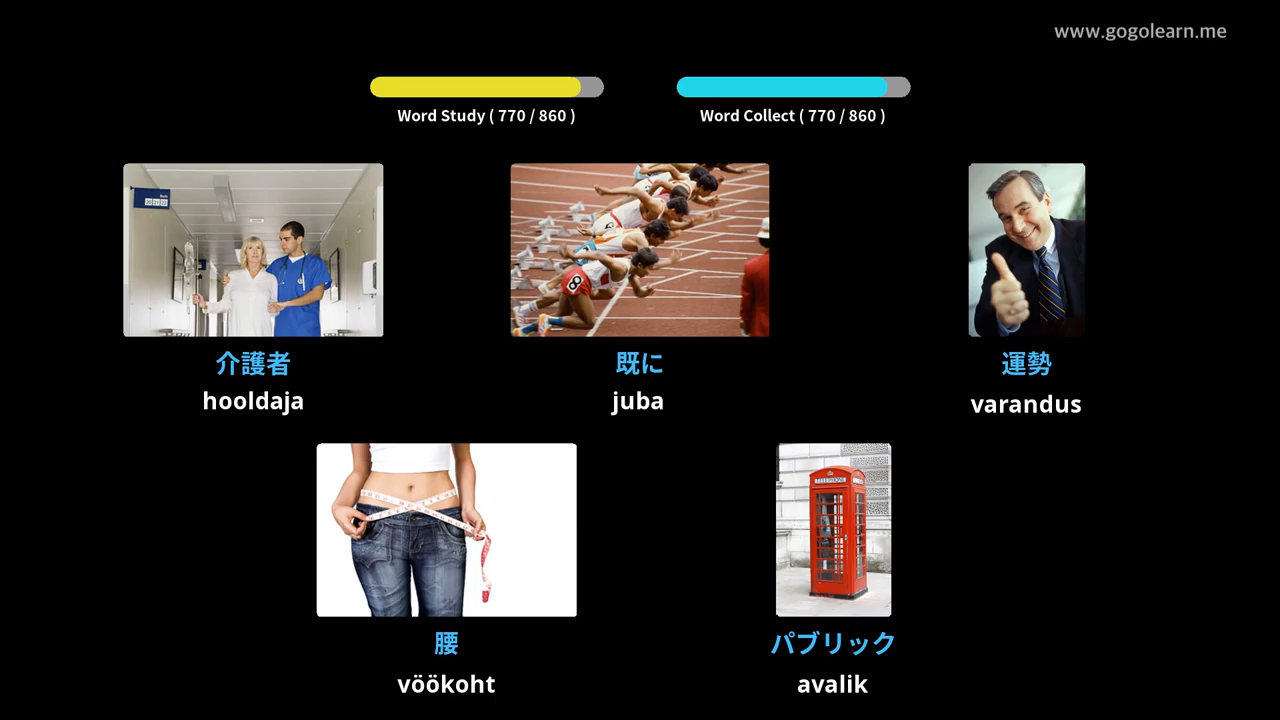 www.gogolearn.me
Word Study ( 770 / 860 )
Word Collect ( 770 / 860 )
介護者
hooldaja
既に
juba
運勢
varandus
腰
vöökoht
TELEPHONE
パブリック
avalik